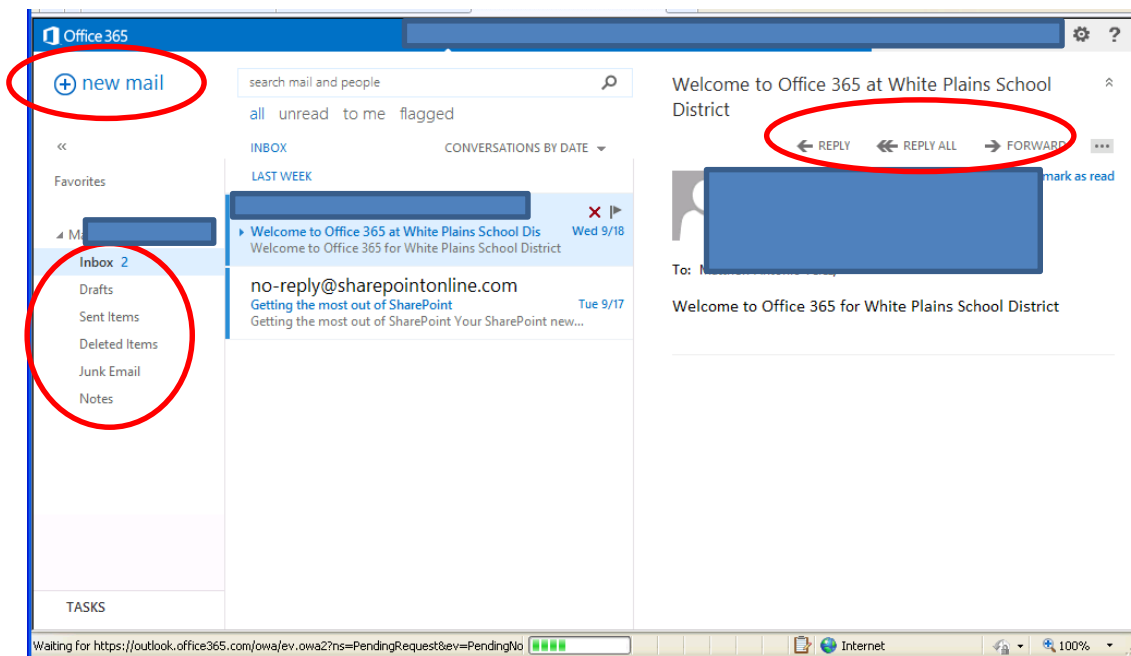 Office 365
?
new mail
search mail and people
all unread to me flagged
«
INBOX CONVERSATIONS BY DATE
Favorites
LAST WEEK
Welcome to Office 365 at White Plains School Dis Wed 9/18
Welcome to Office 365 for White Plains School District
Inbox 2
Drafts
Sent Items
Deleted Items
Junk Email
Notes
no-reply@sharepointonline.com
Getting the most out of SharePoint Tue 9/17
Getting the most out of SharePoint Your SharePoint new...
TASKS
Welcome to Office 365 at White Plains School
District
REPLY REPLY ALL FORWARD ...
mark as read
To:
Welcome to Office 365 for White Plains School District
Waiting for https://outlook.office365.com/owa/ev.owa2?ns=PendingRequest&ev=PendingNo Internet 100%